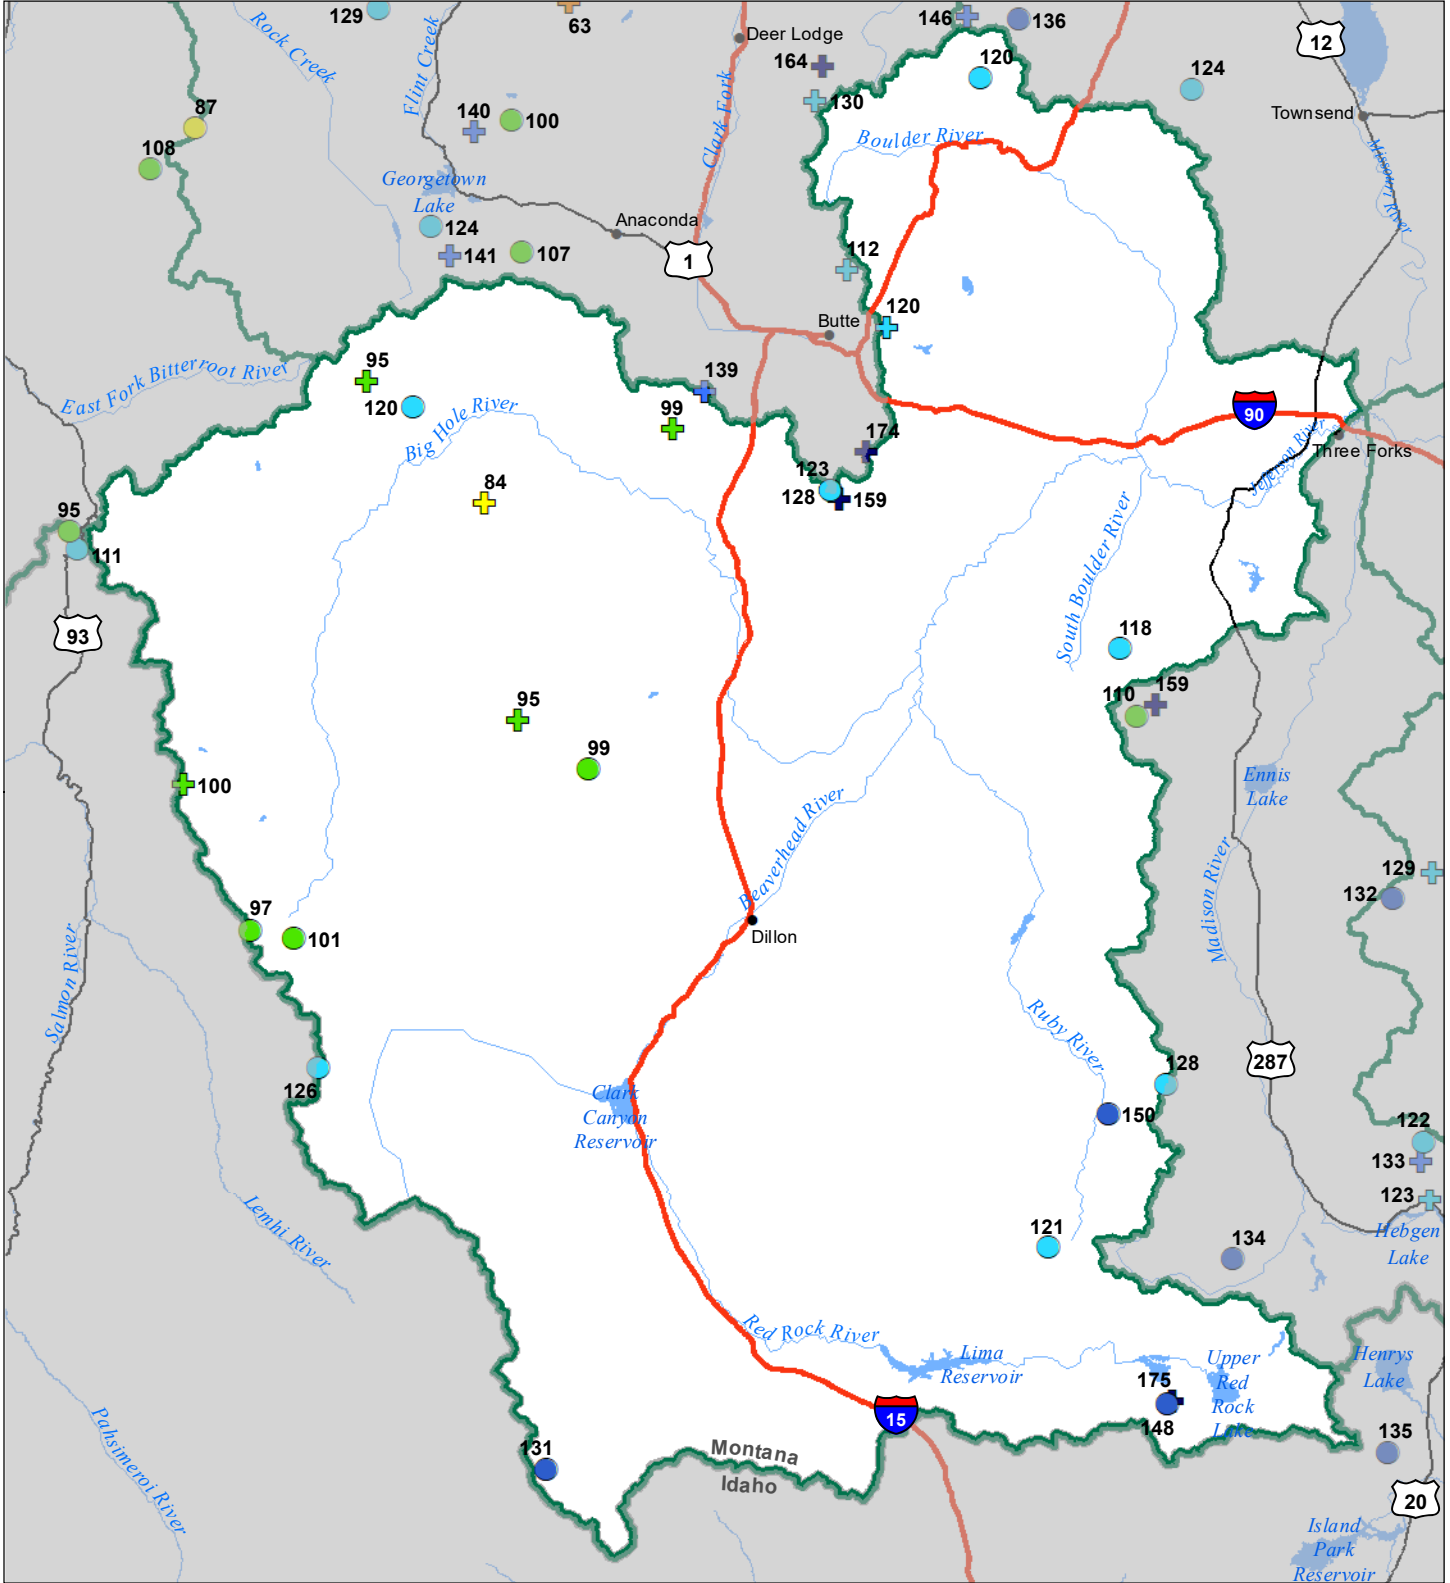 129
Rock Creek
Flint Creek
63
Deer Lodge
146
136
12
164
120
124
130
87
140
100
Clark Fork
Boulder River
Townsend
108
Missouri River
Georgetown
Lake
124
141
107
Anaconda
1
112
120
Butte
East Fork Bitterroot River
95
120
139
99
Big Hole River
90
174
Jefferson River
Three Forks
84
123
128
159
95
111
South Boulder River
93
118
110
159
95
99
100
Ennis
Lake
Beaverhead River
129
132
Madison River
97
101
Dillon
Salmon River
Ruby River
126
Clark
Canyon
Reservoir
128
150
287
122
133
123
Lemhi River
121
134
Hebgen
Lake
Red Rock River
Lima
Reservoir
Upper
Red
Rock
Lake
175
148
Henrys
Lake
15
135
131
Montana
Idaho
Pahsimeroi River
20
Island
Park
Reservoir